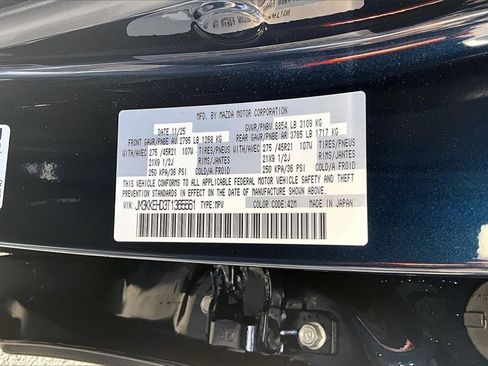 MFD. BY MAZDA MOTOR CORPORATION
DATE 11/25 GVWR/PNBV 6854 LB 3109 KG
FRONT GAWR/PNBE AV 2795 LB 1268 KG REAR GAWR/PNBE AR 3785 LB 1717 KG
WITH/AVEC 275 /45R21 107W TIRES/PNEUS WITH/AVEC 275 /45R21 107W TIRES/PNEUS
21X9 1/2J RIMS/JANTES 21X9 1/2J RIMS/JANTES
250 KPA/36 PSI COLD/A FROID 250 KPA/36 PSI COLD/A FROID
THIS VEHICLE CONFORMS TO ALL APPLICABLE FEDERAL MOTOR VEHICLE SAFETY AND THEFT
PREVENTION STANDARDS IN EFFECT ON THE DATE OF MANUFACTURE SHOWN ABOVE.
VIN: TYPE:MPV COLOR CODE:42M MADE IN JAPAN